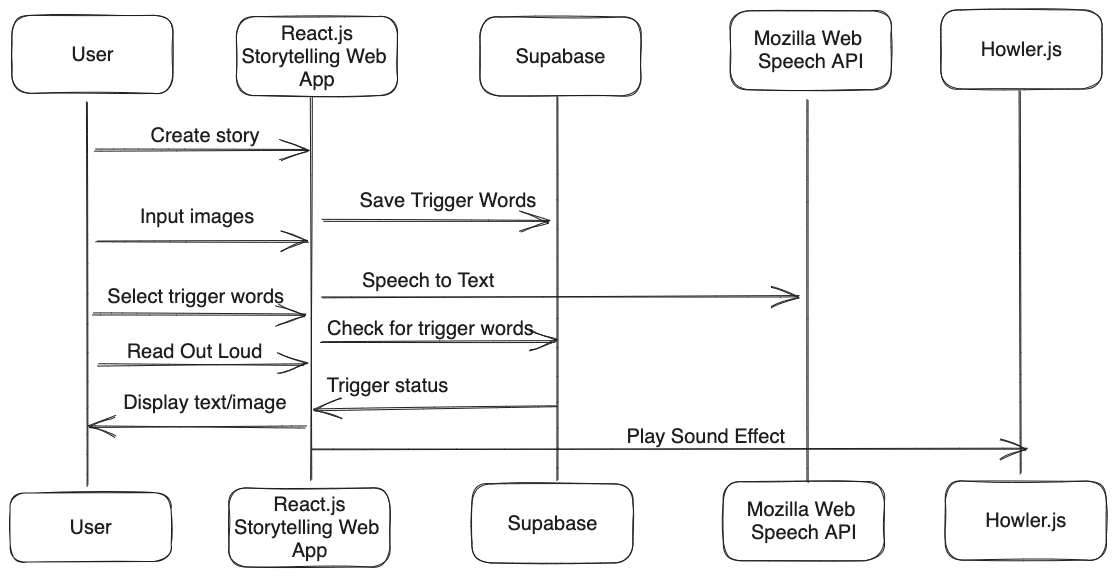 User
React.js
Storytelling Web
App
Supabase
Mozilla Web
Speech API
Howler.js
Create story
Save Trigger Words
Input images
Speech to Text
Select trigger words
Check for trigger words
Read Out Loud
Trigger status
Display text/image
Play Sound Effect
User
React.js
Storytelling Web
App
Supabase
Mozilla Web
Speech API
Howler.js